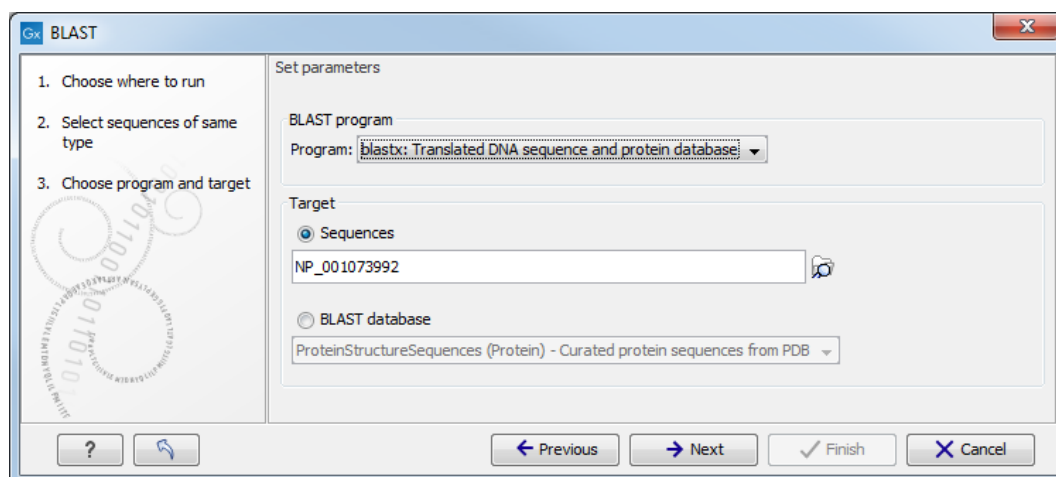 Gx BLAST
1. Choose where to run
2. Select sequences of same
type
3. Choose program and target
Set parameters
BLAST program
Program: blastx: Translated DNA sequence and protein database
Target
Sequences
NP_001073992
BLAST database
ProteinStructureSequences (Protein) - Curated protein sequences from PDB
?
Previous
Next
Finish
Cancel